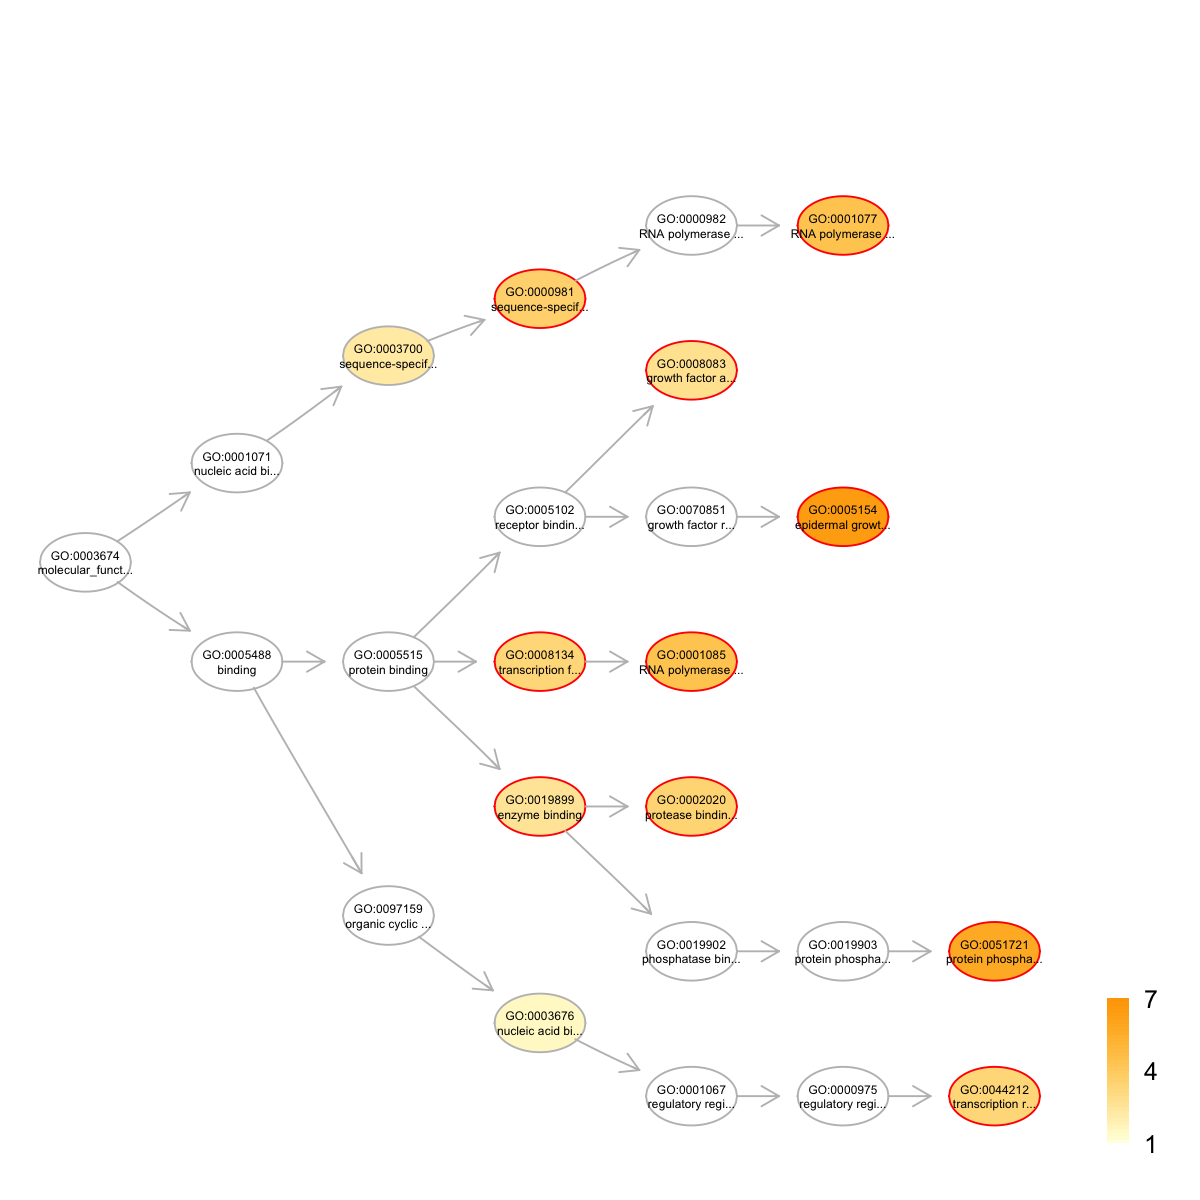 GO:0000982
RNA polymerase ...
GO:0001077
RNA polymerase ...
GO:0000981
sequence-specif...
GO:0003700
sequence-specif...
GO:0008083
growth factor a...
GO:0001071
nucleic acid bi...
GO:0005102
receptor bindin...
GO:0070851
growth factor r...
GO:0005154
epidermal growt...
GO:0003674
molecular_funct...
GO:0005488
binding
GO:0005515
protein binding
GO:0008134
transcription f...
GO:0001085
RNA polymerase ...
GO:0019899
enzyme binding
GO:0002020
protease bindin...
GO:0097159
organic cyclic ...
GO:0019902
phosphatase bin...
GO:0019903
protein phospha...
GO:0051721
protein phospha...
GO:0003676
nucleic acid bi...
GO:0001067
regulatory regi...
GO:0000975
regulatory regi...
GO:0044212
transcription r...
7
4
1